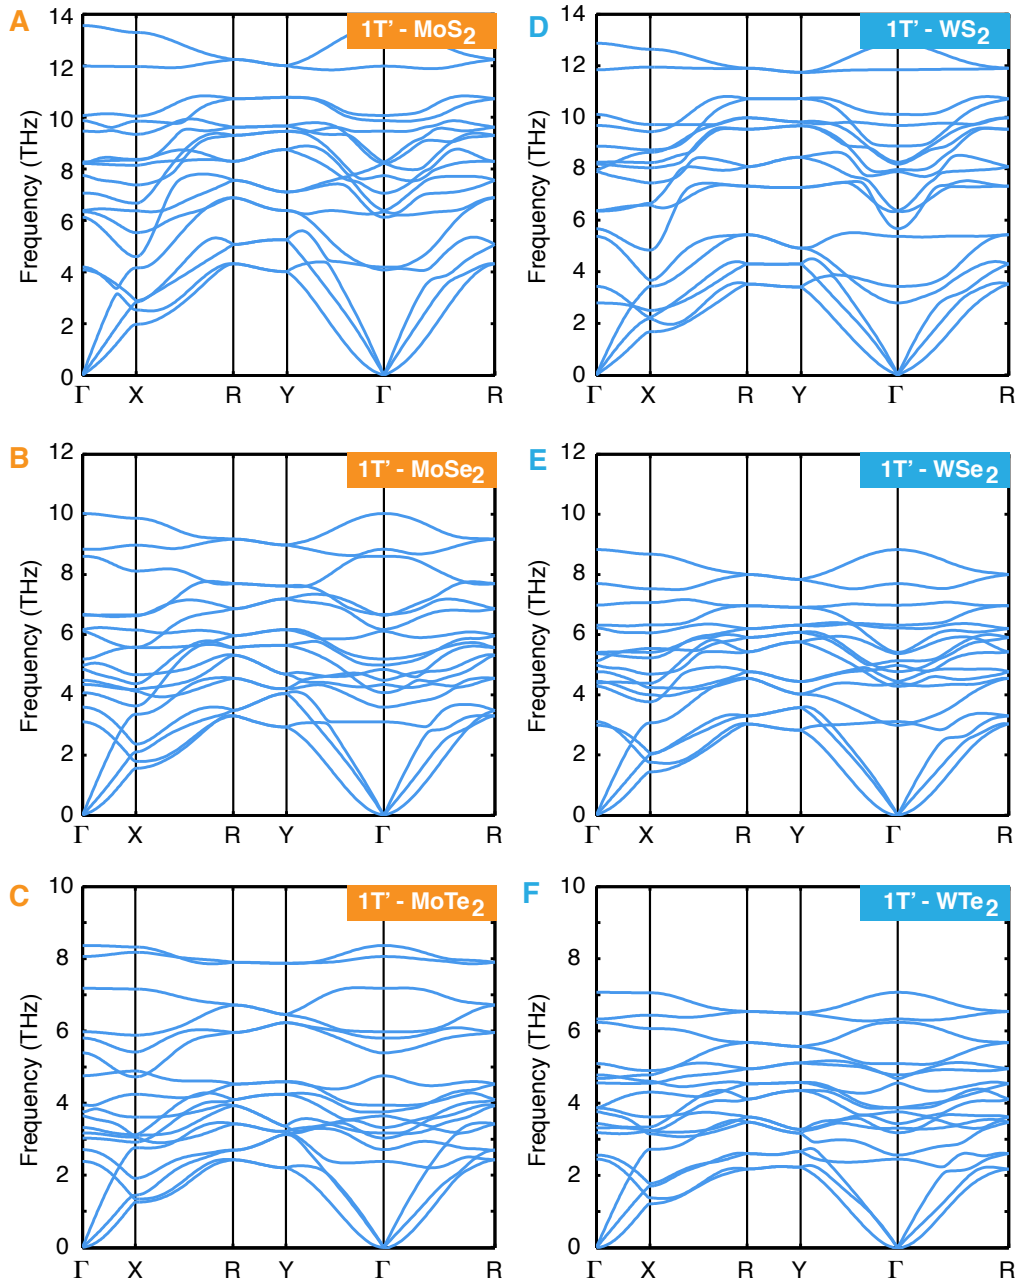 A
1T’ - MoS2
Frequency (THz)
14
12
10
8
6
4
2
0
Γ X R Y Γ R
D
1T’ - WS2
Frequency (THz)
14
12
10
8
6
4
2
0
Γ X R Y Γ R
B
1T’ - MoSe2
Frequency (THz)
12
10
8
6
4
2
0
Γ X R Y Γ R
E
1T’ - WSe2
Frequency (THz)
12
10
8
6
4
2
0
Γ X R Y Γ R
C
1T’ - MoTe2
Frequency (THz)
10
8
6
4
2
0
Γ X R Y Γ R
F
1T’ - WTe2
Frequency (THz)
10
8
6
4
2
0
Γ X R Y Γ R